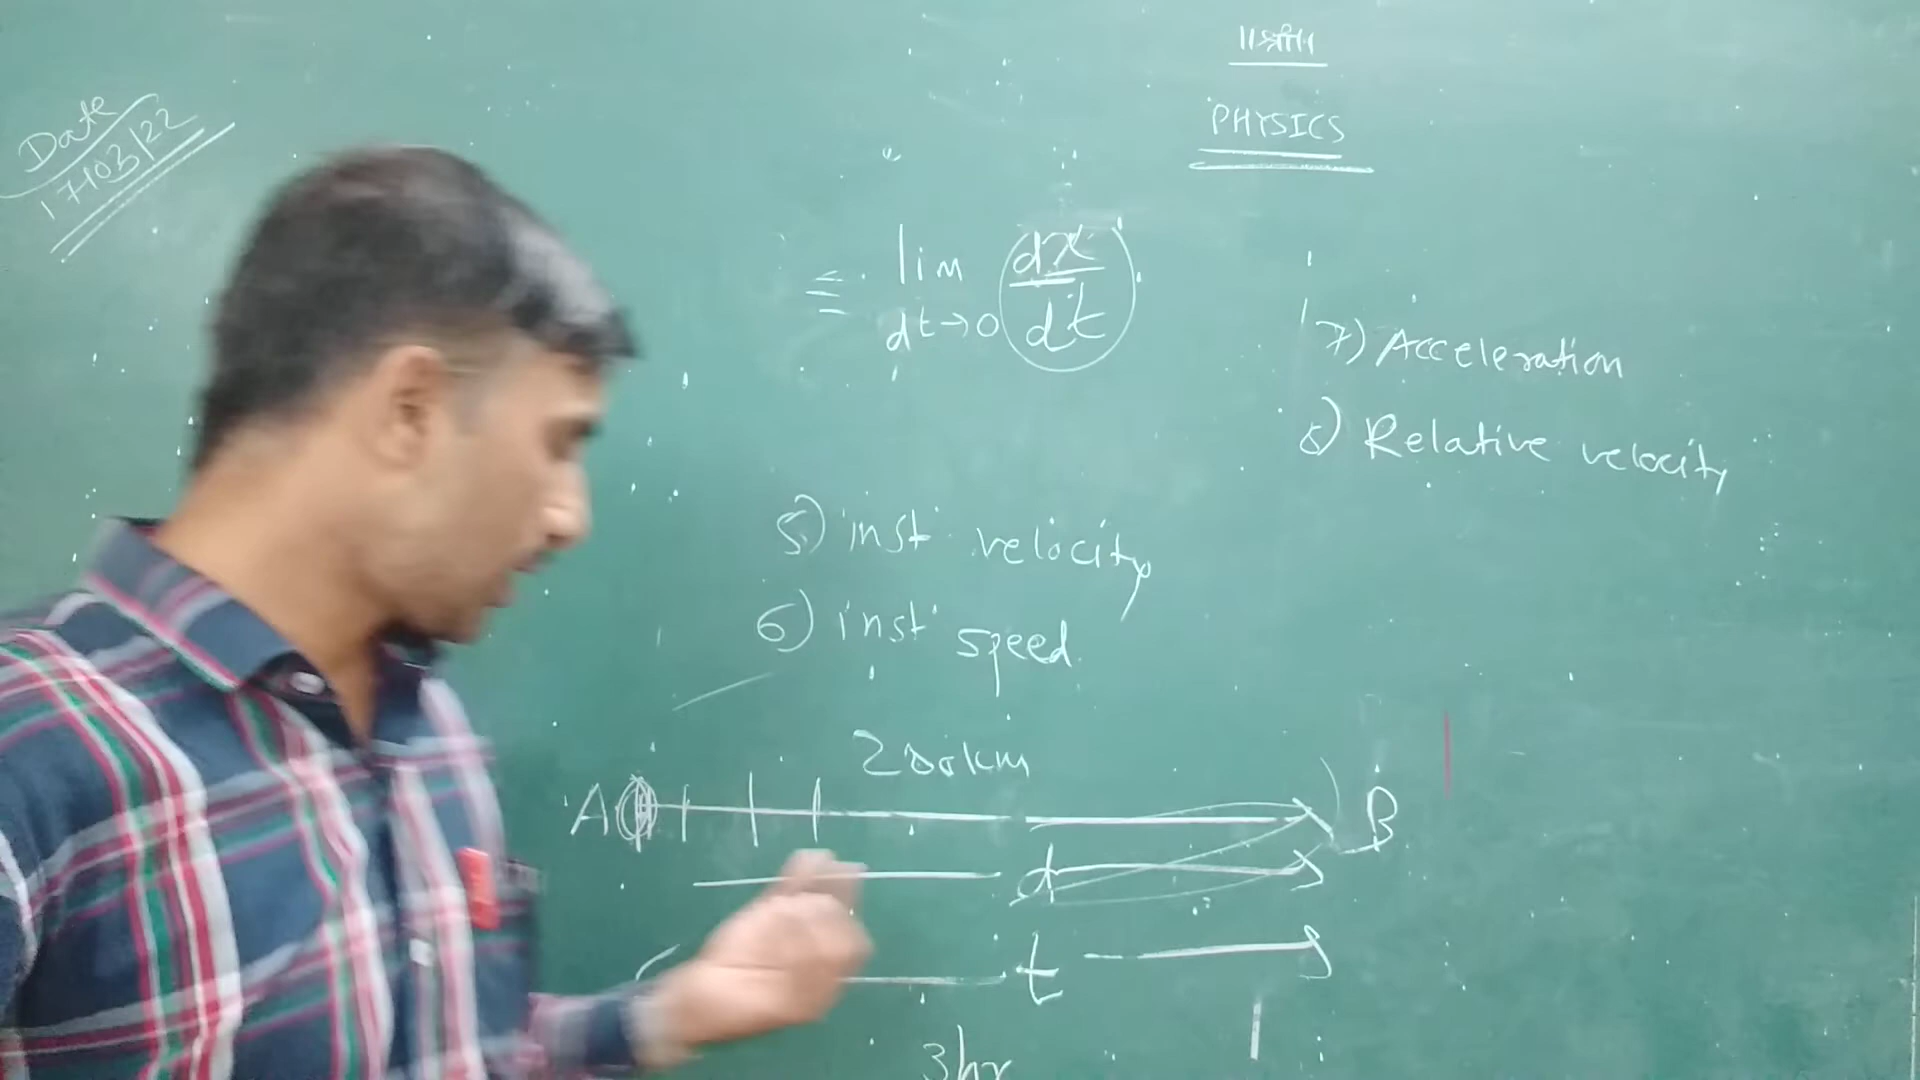 ॥श्री॥
PHYSICS
Date
17/03/22
= lim dx/dt
dt→0
7) Acceleration
8) Relative velocity
5) inst velocity
6) inst speed.
200km
A B
d
t
3hr